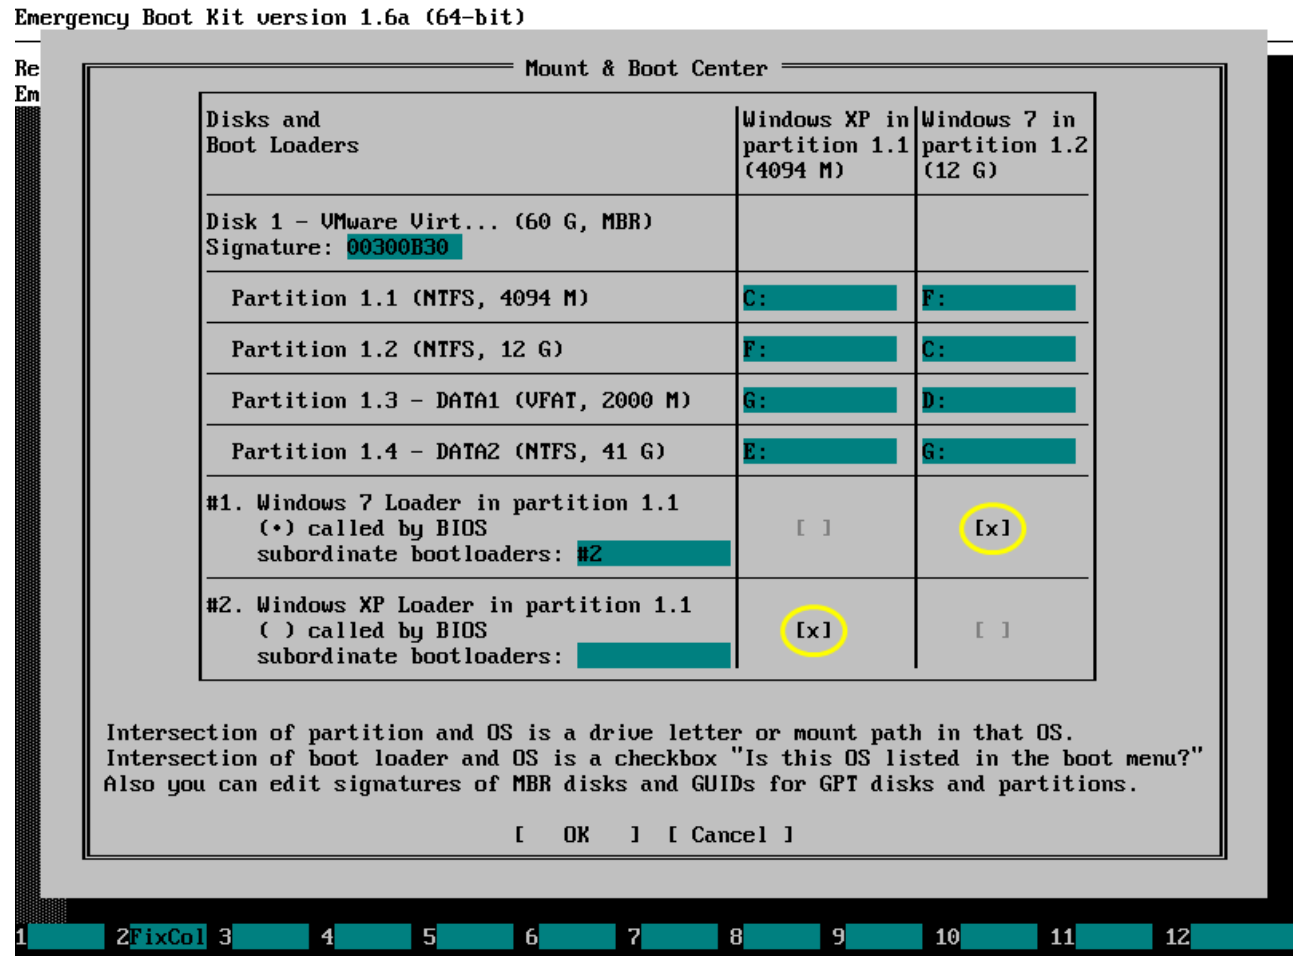 Emergency Boot Kit version 1.6a (64-bit)
Re
Em
Mount & Boot Center
Disks and
Boot Loaders
Windows XP in
partition 1.1
(4094 M)
Windows 7 in
partition 1.2
(12 G)
Disk 1 - VMware Virt... (60 G, MBR)
Signature: 00300B30
Partition 1.1 (NTFS, 4094 M) C: F:
Partition 1.2 (NTFS, 12 G) F: C:
Partition 1.3 - DATA1 (VFAT, 2000 M) G: D:
Partition 1.4 - DATA2 (NTFS, 41 G) E: G:
#1. Windows 7 Loader in partition 1.1
(•) called by BIOS [ ] [x]
subordinate bootloaders: #2
#2. Windows XP Loader in partition 1.1
( ) called by BIOS [x] [ ]
subordinate bootloaders:
Intersection of partition and OS is a drive letter or mount path in that OS.
Intersection of boot loader and OS is a checkbox "Is this OS listed in the boot menu?"
Also you can edit signatures of MBR disks and GUIDs for GPT disks and partitions.
[ OK ] [ Cancel ]
1 2FixCol 3 4 5 6 7 8 9 10 11 12